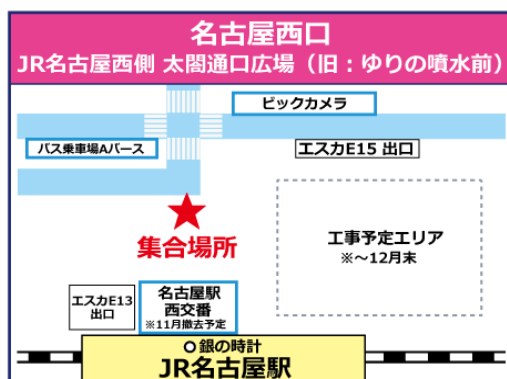 名古屋西口
JR名古屋西側 太閤通口広場（旧：ゆりの噴水前）
ビックカメラ
バス乗車場Aバース
エスカE15 出口
集合場所
工事予定エリア
※～12月末
エスカE13
出口
名古屋駅
西交番
※11月撤去予定
銀の時計
JR名古屋駅